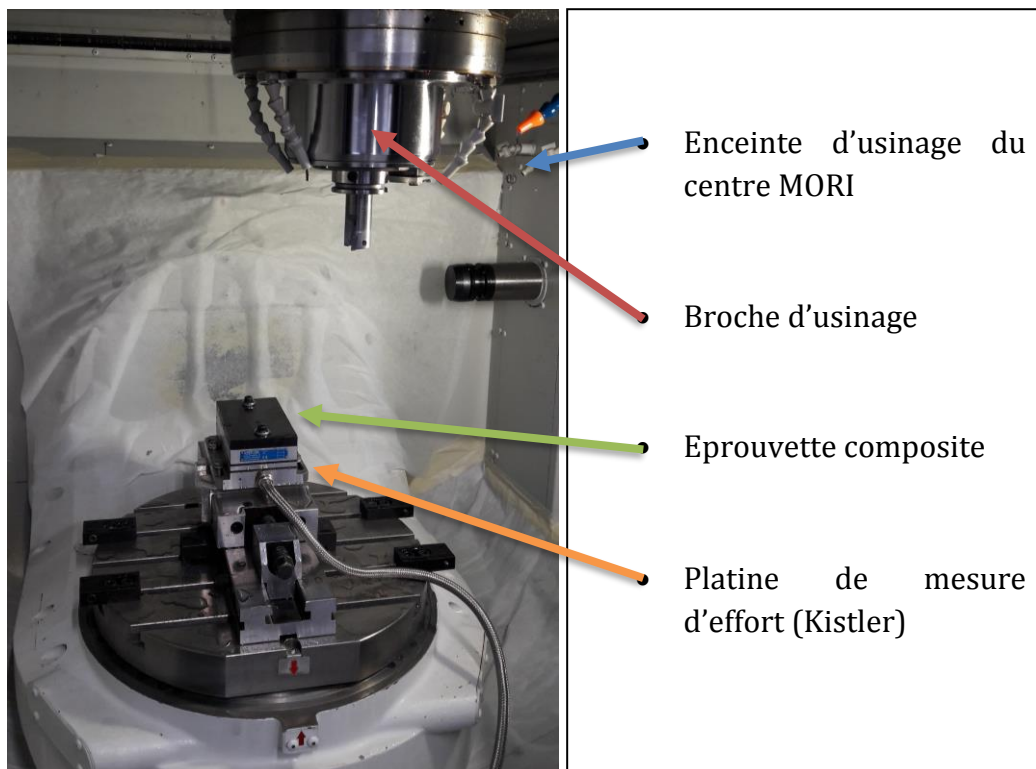 Enceinte d’usinage du
centre MORI
Broche d’usinage
Eprouvette composite
Platine de mesure
d’effort (Kistler)